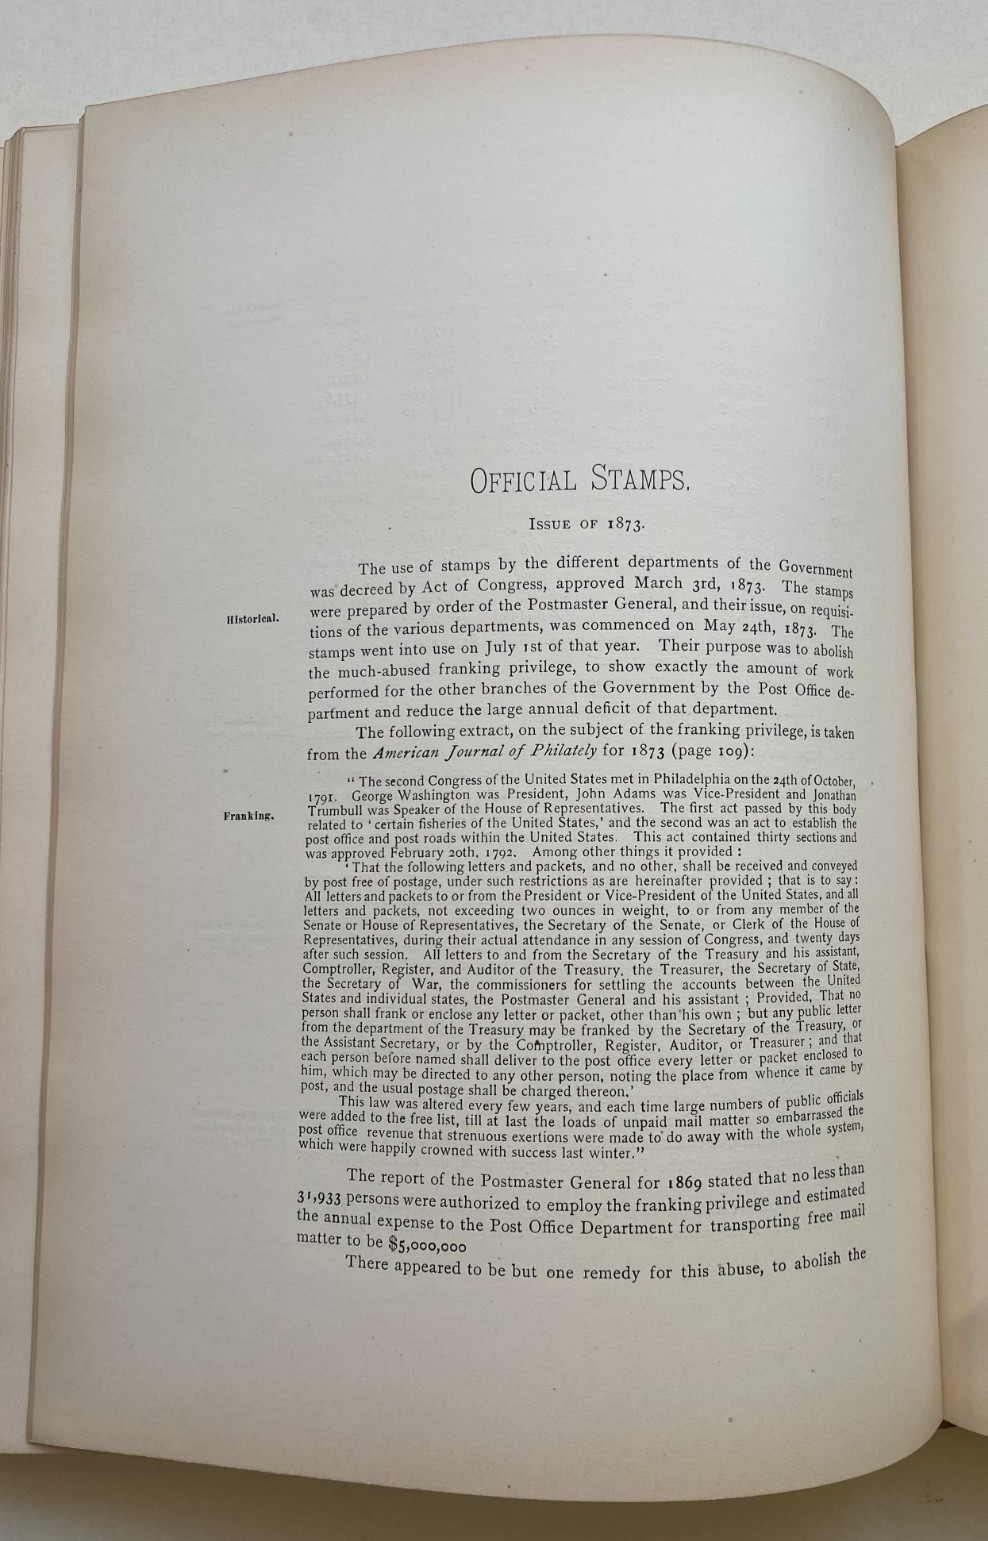 OFFICIAL STAMPS.
ISSUE OF 1873.
The use of stamps by the different departments of the Government
was decreed by Act of Congress, approved March 3rd, 1873. The stamps
Historical.
were prepared by order of the Postmaster General, and their issue, on requisi-
tions of the various departments, was commenced on May 24th, 1873. The
stamps went into use on July 1st of that year. Their purpose was to abolish
the much-abused franking privilege, to show exactly the amount of work
performed for the other branches of the Government by the Post Office de-
partment and reduce the large annual deficit of that department.
The following extract, on the subject of the franking privilege, is taken
from the American Journal of Philately for 1873 (page 109):
“ The second Congress of the United States met in Philadelphia on the 24th of October,
1791. George Washington was President, John Adams was Vice-President and Jonathan
Franking.
Trumbull was Speaker of the House of Representatives. The first act passed by this body
related to ‘ certain fisheries of the United States,’ and the second was an act to establish the
post office and post roads within the United States. This act contained thirty sections and
was approved February 20th, 1792. Among other things it provided :
‘ That the following letters and packets, and no other, shall be received and conveyed
by post free of postage, under such restrictions as are hereinafter provided ; that is to say :
All letters and packets to or from the President or Vice-President of the United States, and all
letters and packets, not exceeding two ounces in weight, to or from any member of the
Senate or House of Representatives, the Secretary of the Senate, or Clerk of the House of
Representatives, during their actual attendance in any session of Congress, and twenty days
after such session. All letters to and from the Secretary of the Treasury and his assistant,
Comptroller, Register, and Auditor of the Treasury, the Treasurer, the Secretary of State,
the Secretary of War, the commissioners for settling the accounts between the United
States and individual states, the Postmaster General and his assistant ; Provided, That no
person shall frank or enclose any letter or packet, other than his own ; but any public letter
from the department of the Treasury may be franked by the Secretary of the Treasury, or
the Assistant Secretary, or by the Comptroller, Register, Auditor, or Treasurer ; and that
each person before named shall deliver to the post office every letter or packet enclosed to
him, which may be directed to any other person, noting the place from whence it came by
post, and the usual postage shall be charged thereon.’
This law was altered every few years, and each time large numbers of public officials
were added to the free list, till at last the loads of unpaid mail matter so embarrassed the
post office revenue that strenuous exertions were made to do away with the whole system,
which were happily crowned with success last winter.”
The report of the Postmaster General for 1869 stated that no less than
31,933 persons were authorized to employ the franking privilege and estimated
the annual expense to the Post Office Department for transporting free mail
matter to be $5,000,000
There appeared to be but one remedy for this abuse, to abolish the